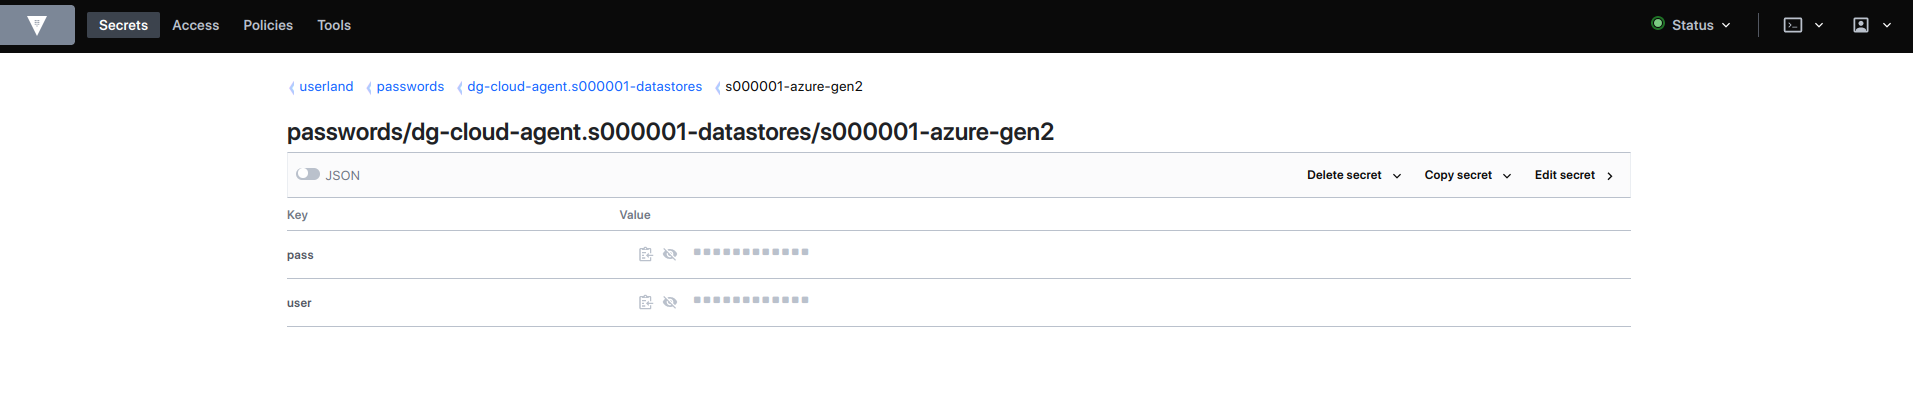 Secrets Access Policies Tools Status
userland passwords dg-cloud-agent.s000001-datastores s000001-azure-gen2
passwords/dg-cloud-agent.s000001-datastores/s000001-azure-gen2
JSON Delete secret Copy secret Edit secret
Key Value
pass
user